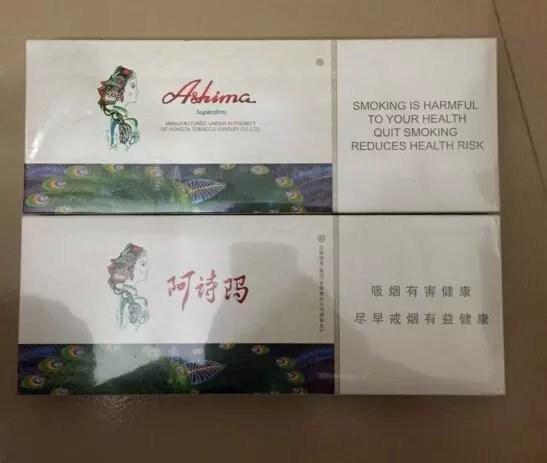 Ashima
Superslims
MANUFACTURED UNDER AUTHORITY
OF HONGTA TOBACCO (GROUP) CO.,LTD.
®
SMOKING IS HARMFUL
TO YOUR HEALTH
QUIT SMOKING
REDUCES HEALTH RISK
阿诗玛
®
吸烟有害健康
尽早戒烟有益健康